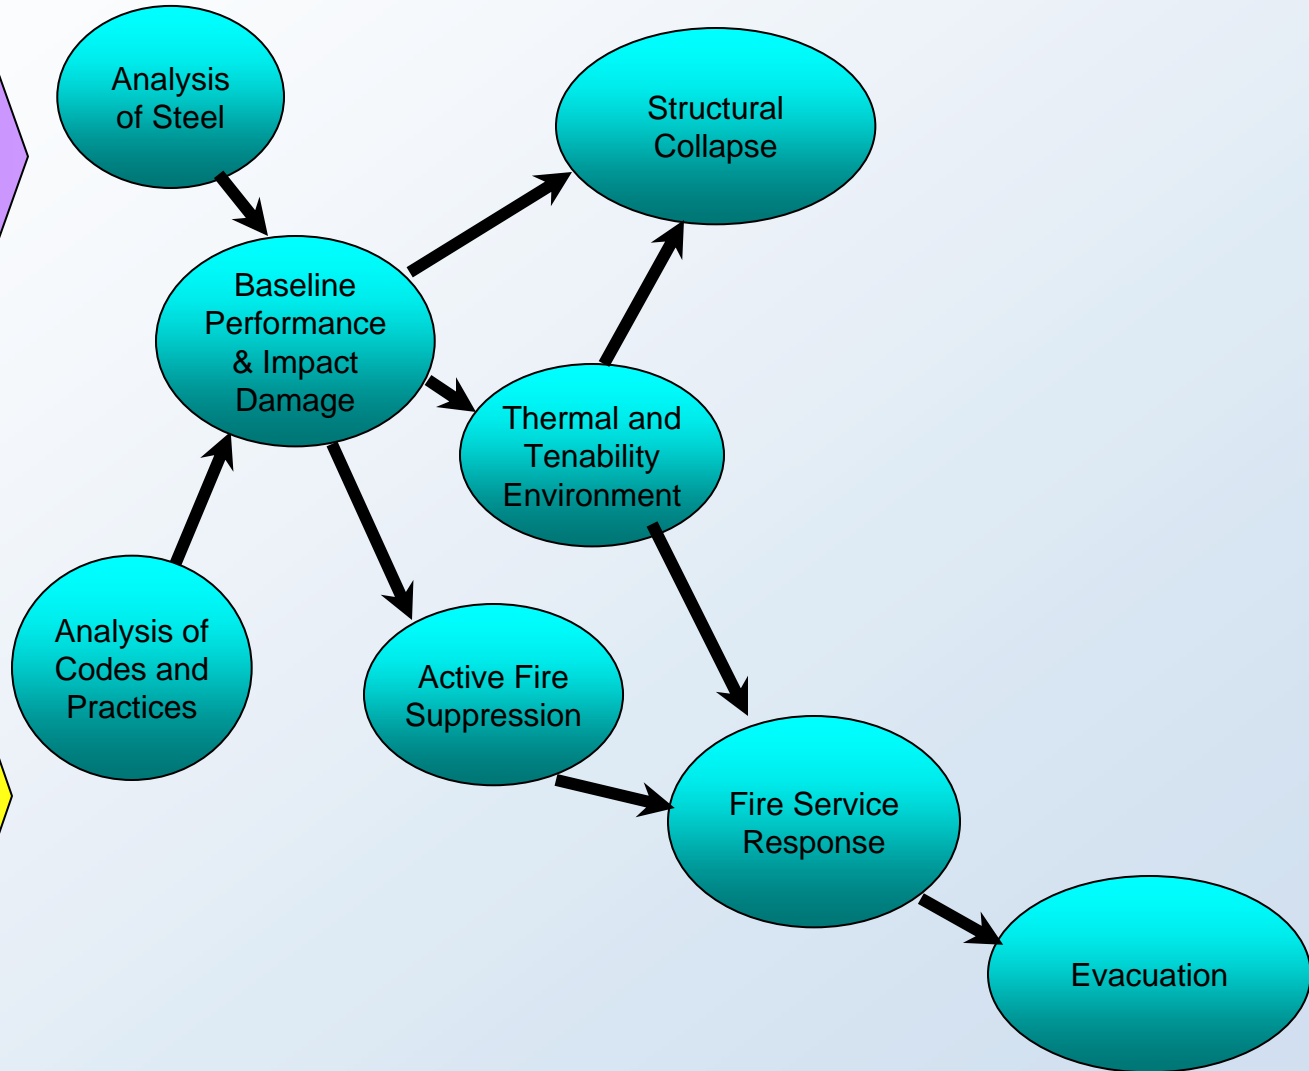 Analysis
of Steel
Structural
Collapse
Baseline
Performance
& Impact
Damage
Thermal and
Tenability
Environment
Analysis of
Codes and
Practices
Active Fire
Suppression
Fire Service
Response
Evacuation